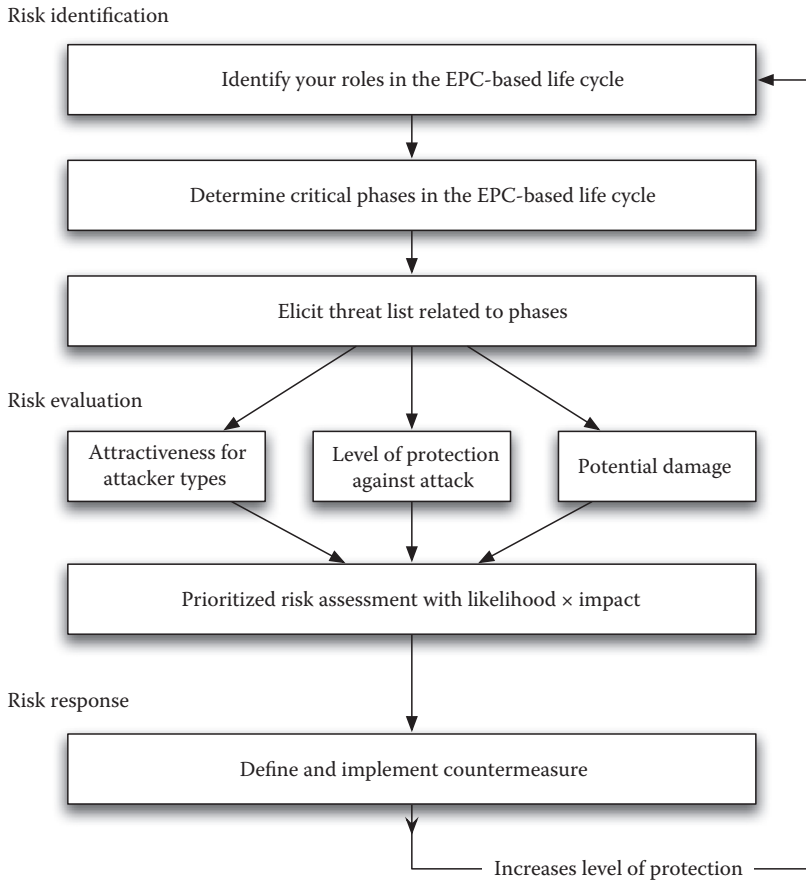 Risk identification
Identify your roles in the EPC-based life cycle
Determine critical phases in the EPC-based life cycle
Elicit threat list related to phases
Risk evaluation
Attractiveness for
attacker types
Level of protection
against attack
Potential damage
Prioritized risk assessment with likelihood × impact
Risk response
Define and implement countermeasure
Increases level of protection